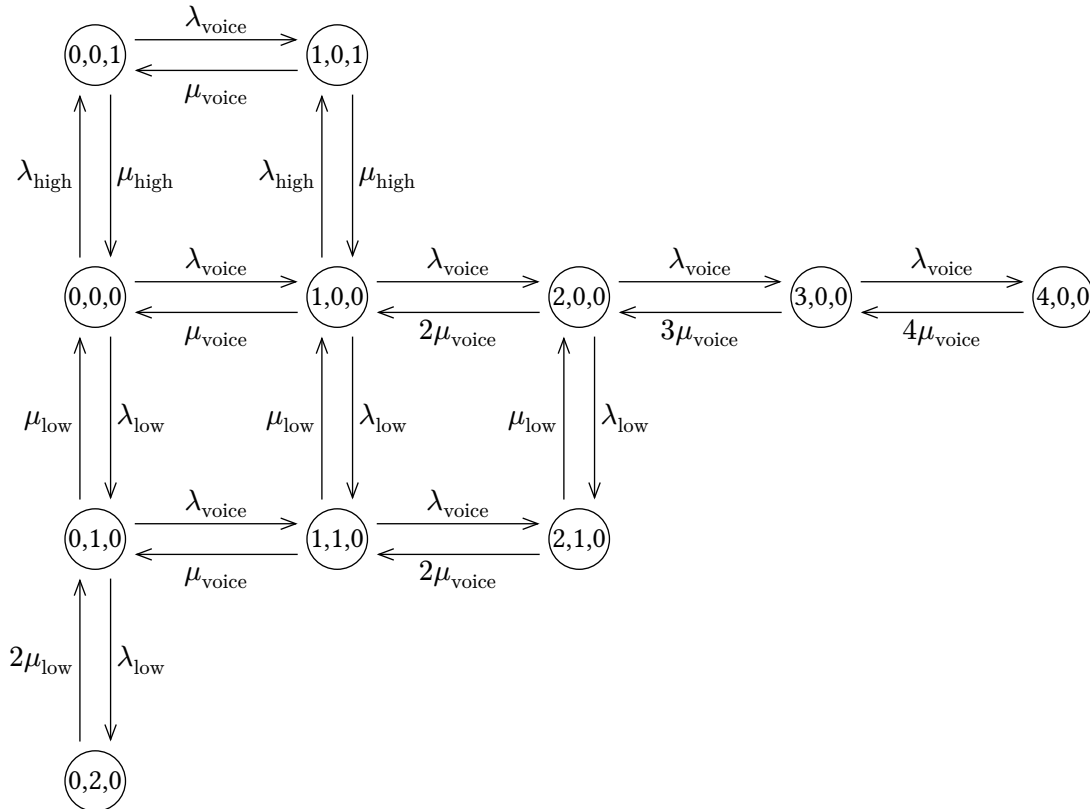 λvoice
0,0,1 1,0,1
μvoice
λhigh μhigh λhigh μhigh
λvoice λvoice λvoice λvoice
0,0,0 1,0,0 2,0,0 3,0,0 4,0,0
μvoice 2μvoice 3μvoice 4μvoice
μlow λlow μlow λlow μlow λlow
λvoice λvoice
0,1,0 1,1,0 2,1,0
μvoice 2μvoice
2μlow λlow
0,2,0